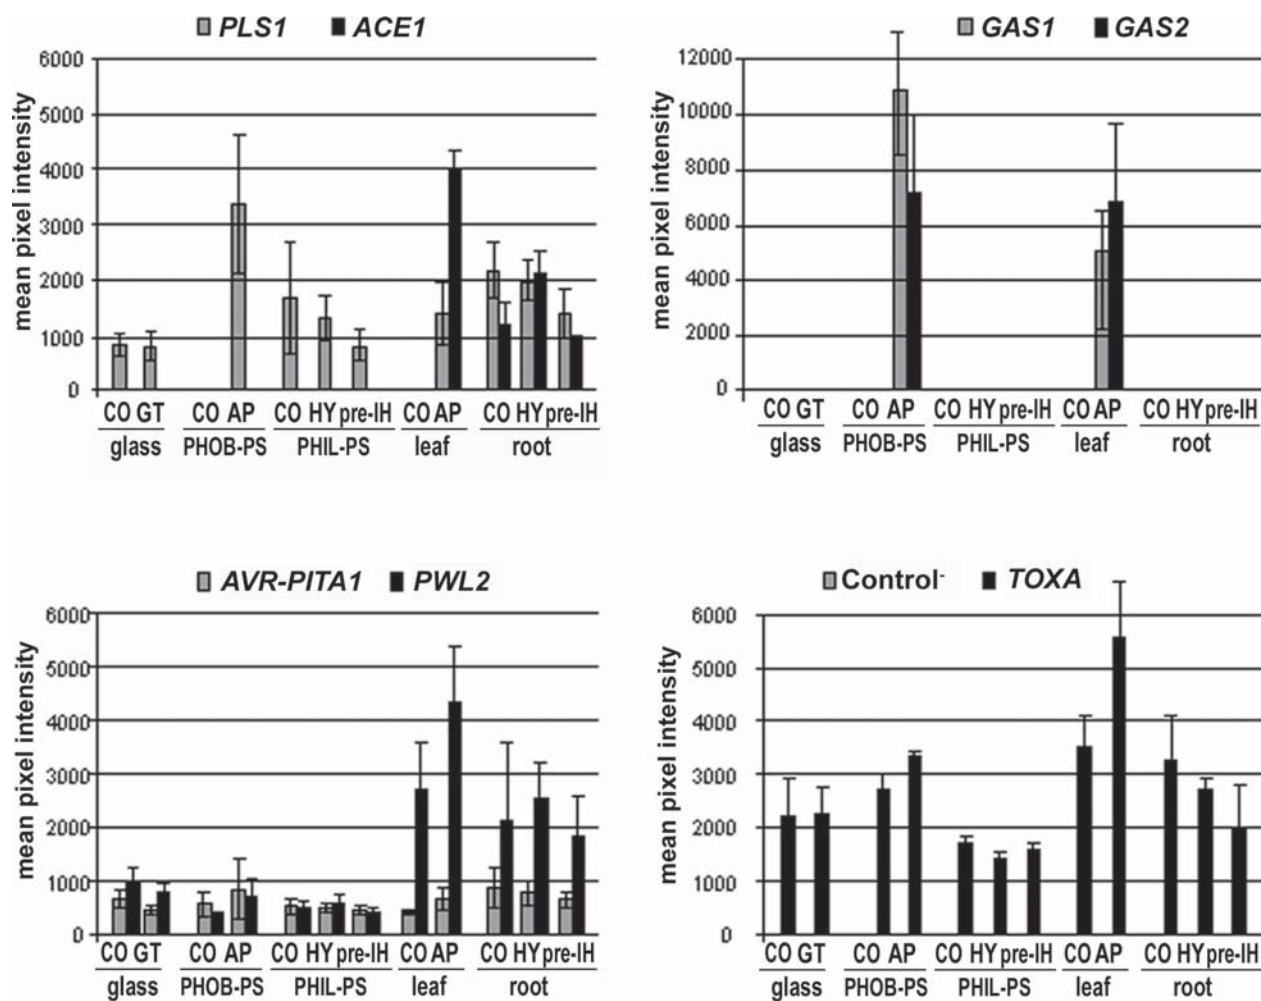 PLS1 ACE1
mean pixel intensity
6000
5000
4000
3000
2000
1000
0
CO GT CO AP CO HY pre-IH CO AP CO HY pre-IH
glass PHOB-PS PHIL-PS leaf root
GAS1 GAS2
mean pixel intensity
12000
10000
8000
6000
4000
2000
0
CO GT CO AP CO HY pre-IH CO AP CO HY pre-IH
glass PHOB-PS PHIL-PS leaf root
AVR-PITA1 PWL2
mean pixel intensity
6000
5000
4000
3000
2000
1000
0
CO GT CO AP CO HY pre-IH CO AP CO HY pre-IH
glass PHOB-PS PHIL-PS leaf root
Control- TOXA
mean pixel intensity
6000
5000
4000
3000
2000
1000
0
CO GT CO AP CO HY pre-IH CO AP CO HY pre-IH
glass PHOB-PS PHIL-PS leaf root